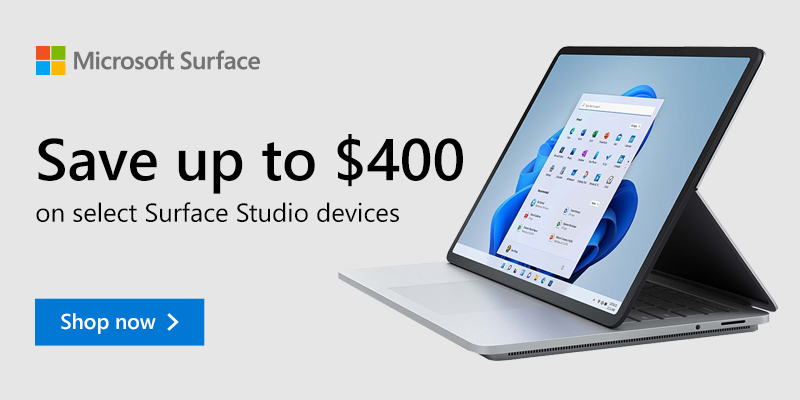 Microsoft Surface
Save up to $400
on select Surface Studio devices
Shop now